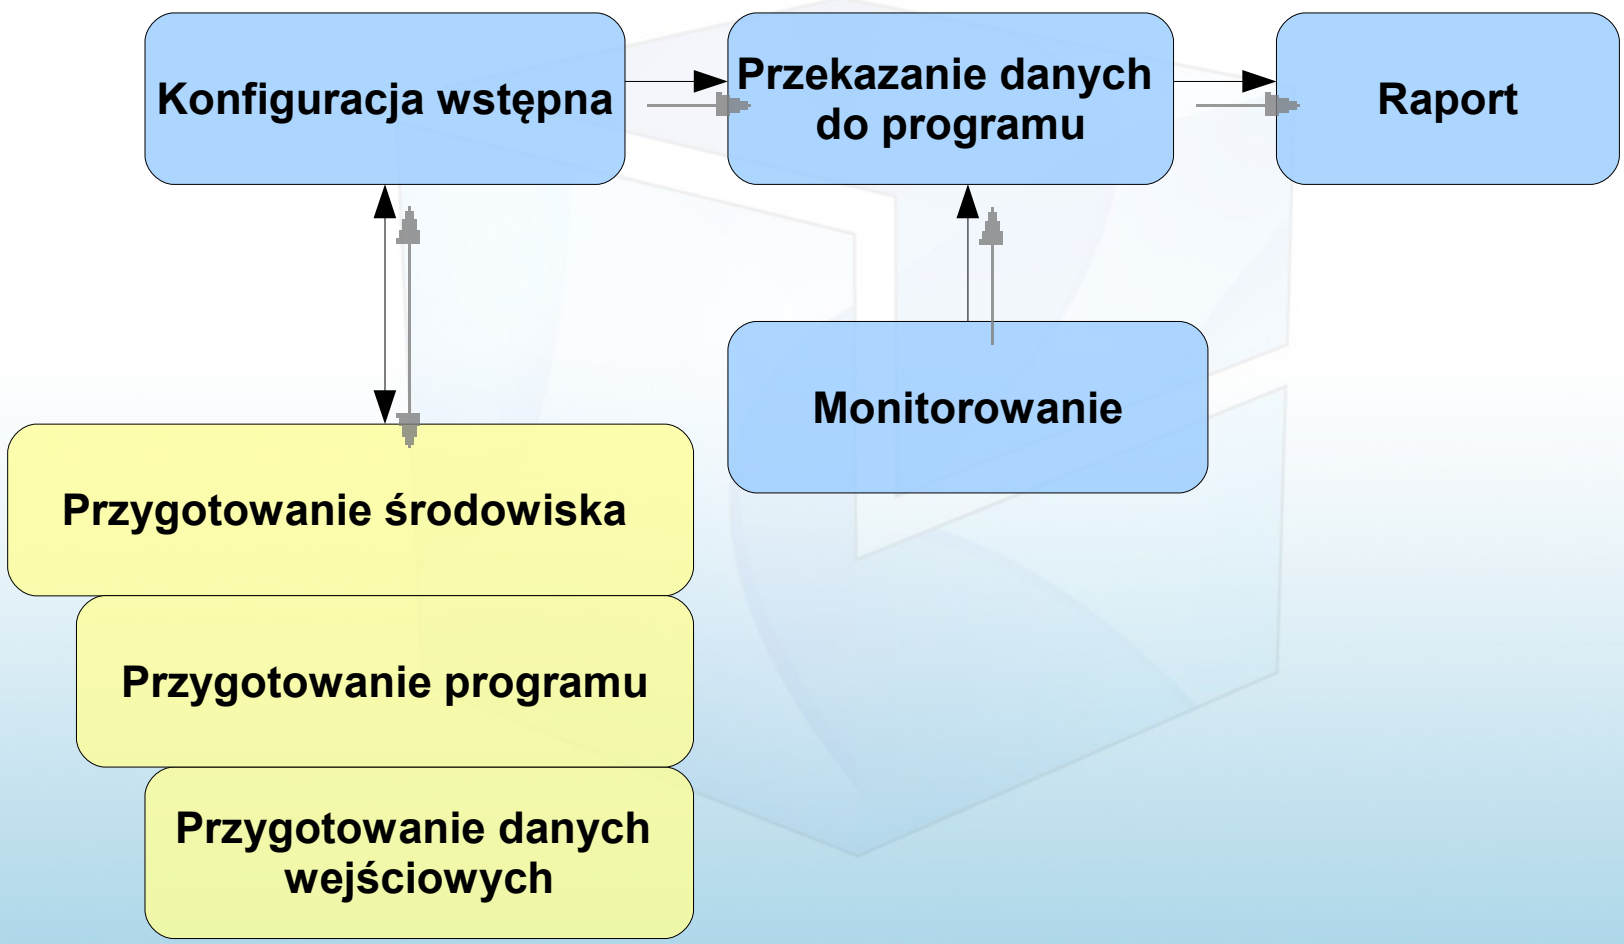 Konfiguracja wstępna
Przekazanie danych
do programu
Raport
Monitorowanie
Przygotowanie środowiska
Przygotowanie programu
Przygotowanie danych
wejściowych